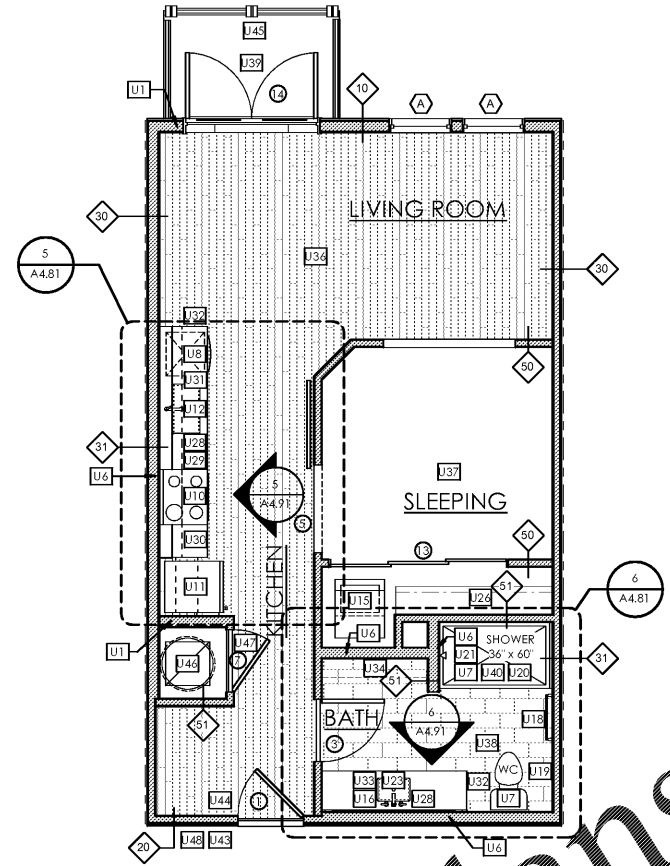 U45
U39
14
U1
10
A
A
30
LIVING ROOM
5
A4.81
U36
30
U32
U8
50
U31
U12
31
U28
U29
U6
U10
U37
5
A4.91
5
SLEEPING
U30
KITCHEN
13
50
U11
U15
U26
51
6
A4.81
U1
U47
7
U46
U6
U6
SHOWER
36" x 60"
U21
U7
U40
U20
31
U34
51
51
BATH
3
6
A4.91
U18
U38
WC
U19
U33
U23
U32
U16
U28
U7
U44
1
20
U48
U43
U6